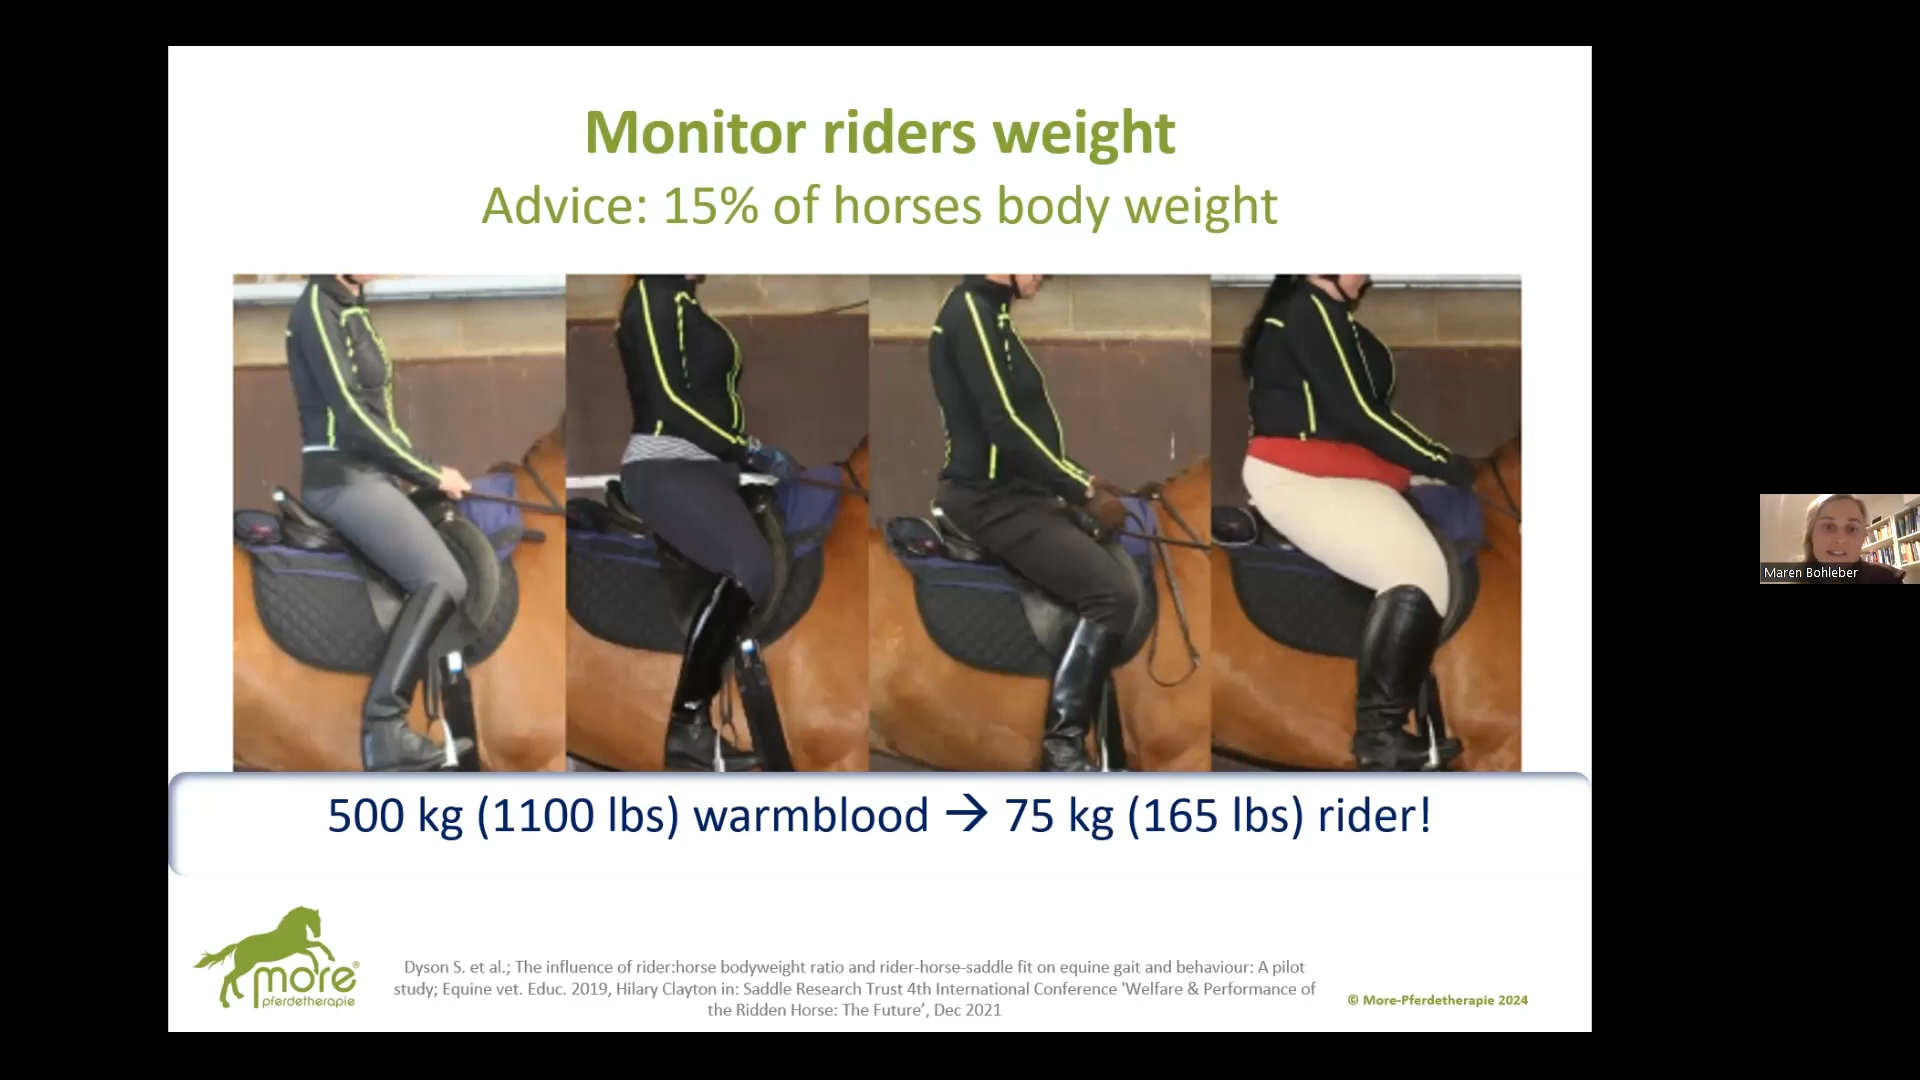 Monitor riders weight
Advice: 15% of horses body weight
500 kg (1100 lbs) warmblood → 75 kg (165 lbs) rider!
Maren Bohleber
more®
pferdetherapie
Dyson S. et al.; The influence of rider:horse bodyweight ratio and rider-horse-saddle fit on equine gait and behaviour: A pilot
study; Equine vet. Educ. 2019, Hilary Clayton in: Saddle Research Trust 4th International Conference 'Welfare & Performance of
the Ridden Horse: The Future’, Dec 2021
© More-Pferdetherapie 2024